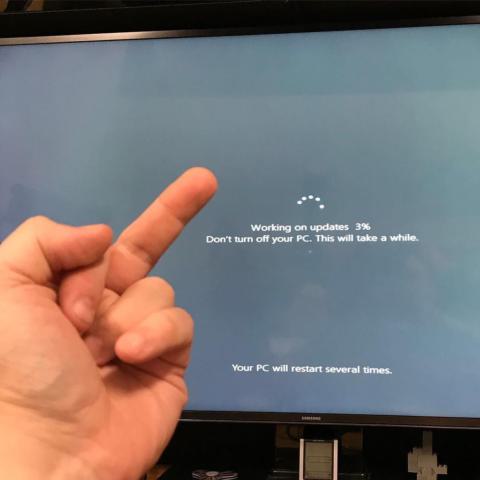 Working on updates 3%
Don't turn off your PC. This will take a while.
Your PC will restart several times.
SAMSUNG